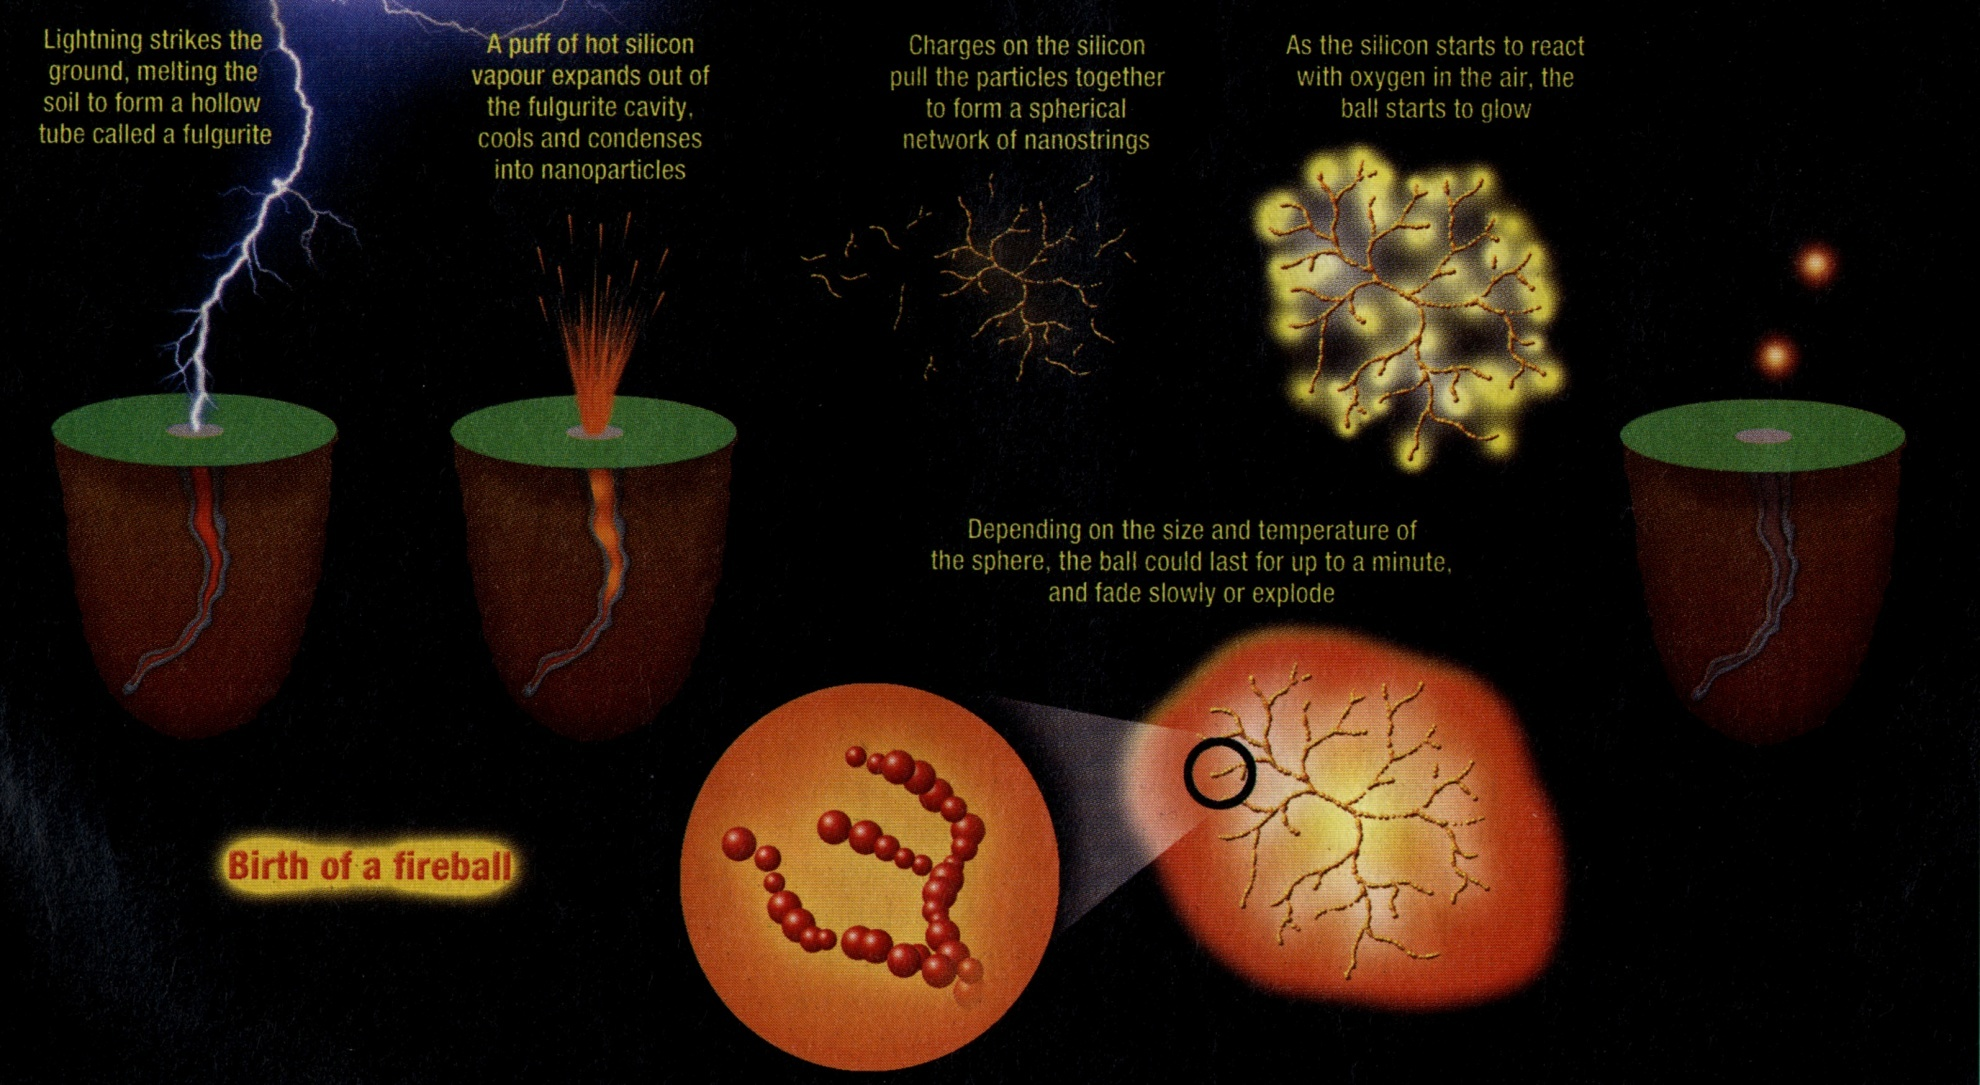 Lightning strikes the
ground, melting the
soil to form a hollow
tube called a fulgurite
A puff of hot silicon
vapour expands out of
the fulgurite cavity,
cools and condenses
into nanoparticles
Charges on the silicon
pull the particles together
to form a spherical
network of nanostrings
As the silicon starts to react
with oxygen in the air, the
ball starts to glow
Depending on the size and temperature of
the sphere, the ball could last for up to a minute,
and fade slowly or explode
Birth of a fireball